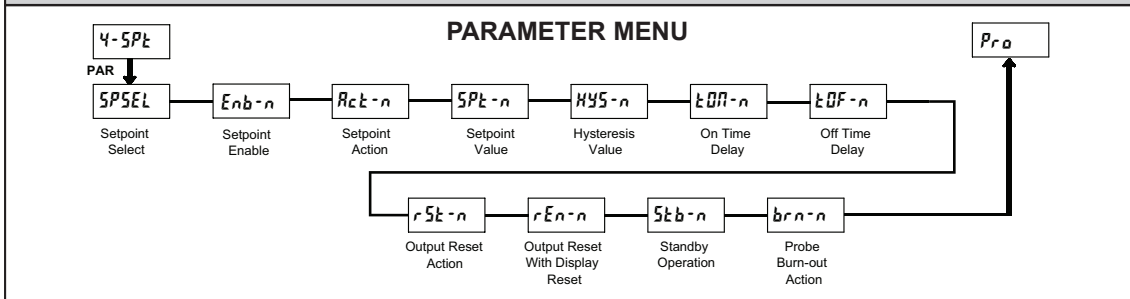 PARAMETER MENU
4-SPt
Pro
PAR
SPSEL
Enb-n
Act-n
SPt-n
HYS-n
tON-n
tOF-n
Setpoint
Select
Setpoint
Enable
Setpoint
Action
Setpoint
Value
Hysteresis
Value
On Time
Delay
Off Time
Delay
rSt-n
rEn-n
Stb-n
brn-n
Output Reset
Action
Output Reset
With Display
Reset
Standby
Operation
Probe
Burn-out
Action